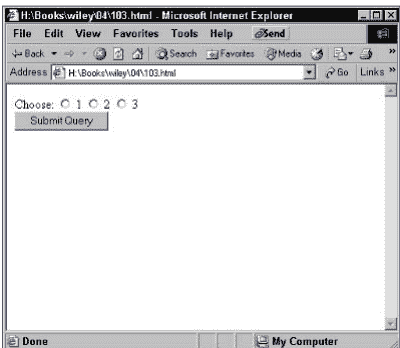 H:\Books\wiley\04\103.html - Microsoft Internet Explorer
File Edit View Favorites Tools Help Send
Back Search Favorites Media »
Address H:\Books\wiley\04\103.html Go Links »
Choose: 1 2 3
Submit Query
Done My Computer